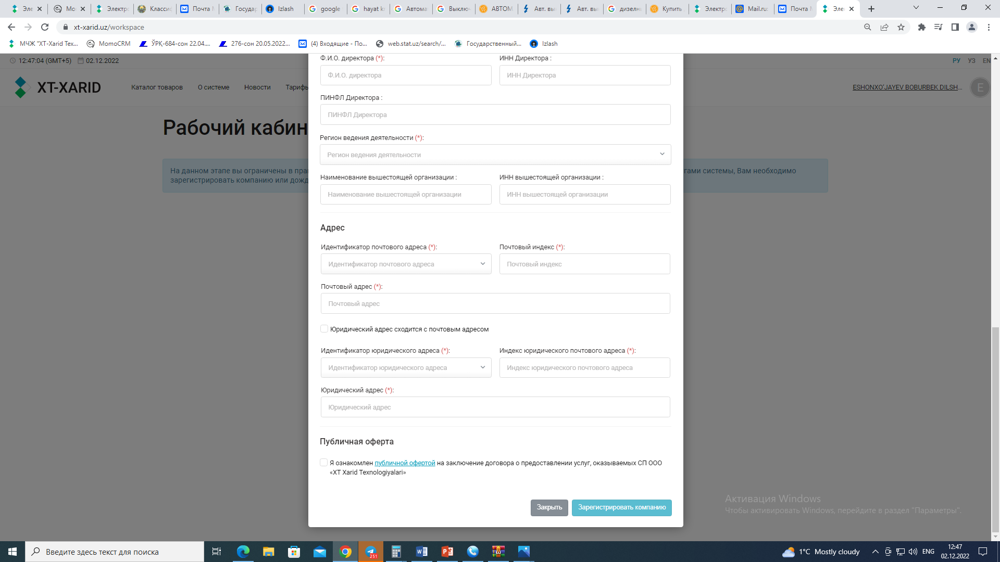 Эле
Мо
Электро
Классис
Почта М
Государ
Izlash
google
hayat k
Автома
Выключ
АВТОМ
Авт. вы
Авт. вы
дизелн
Купить
Электро
Mail.ru:
Почта М
Эле
xt-xarid.uz/workspace
МЧЖ "XT-Xarid Tex...
MomoCRM
ЎРҚ-684-сон 22.04....
276-сон 20.05.2022...
(4) Входящие - По...
web.stat.uz/search/...
Государственный...
Izlash
12:47:04 (GMT+5) 02.12.2022
РУ УЗ EN
XT-XARID
Каталог товаров О системе Новости Тарифы
ESHONXO'JAYEV BOBURBEK DILSH...
E
Рабочий кабин
На данном этапе вы ограничены в пра
гами системы, Вам необходимо
зарегистрировать компанию или дожд
Ф.И.О. директора (*): ИНН Директора :
Ф.И.О. директора ИНН Директора
ПИНФЛ Директора :
ПИНФЛ Директора
Регион ведения деятельности (*):
Регион ведения деятельности
Наименование вышестоящей организации : ИНН вышестоящей организации :
Наименование вышестоящей организации ИНН вышестоящей организации
Адрес
Идентификатор почтового адреса (*): Почтовый индекс (*):
Идентификатор почтового адреса Почтовый индекс
Почтовый адрес (*):
Почтовый адрес
Юридический адрес сходится с почтовым адресом
Идентификатор юридического адреса (*): Индекс юридического почтового адреса (*):
Идентификатор юридического адреса Индекс юридического почтового адреса
Юридический адрес (*):
Юридический адрес
Публичная оферта
Я ознакомлен публичной офертой на заключение договора о предоставлении услуг, оказываемых СП ООО
«XT Xarid Texnologiyalari»
Закрыть Зарегистрировать компанию
Активация Windows
Чтобы активировать Windows, перейдите в раздел "Параметры".
Введите здесь текст для поиска
251
1°C Mostly cloudy
ENG
12:47
02.12.2022